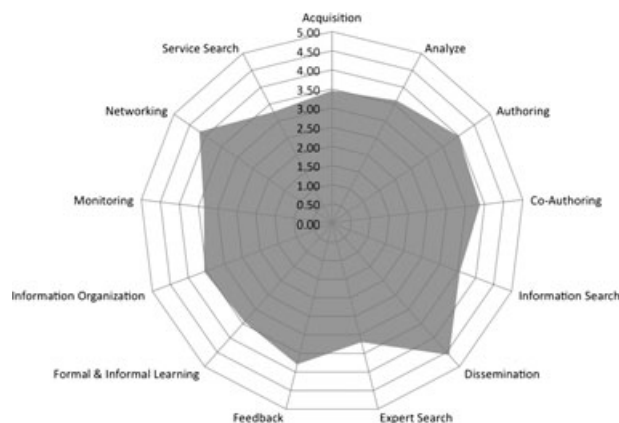 Acquisition
Service Search
Analyze
Networking
Authoring
Monitoring
Co-Authoring
Information Organization
Information Search
Formal & Informal Learning
Dissemination
Feedback
Expert Search
5.00
4.50
4.00
3.50
3.00
2.50
2.00
1.50
1.00
0.50
0.00